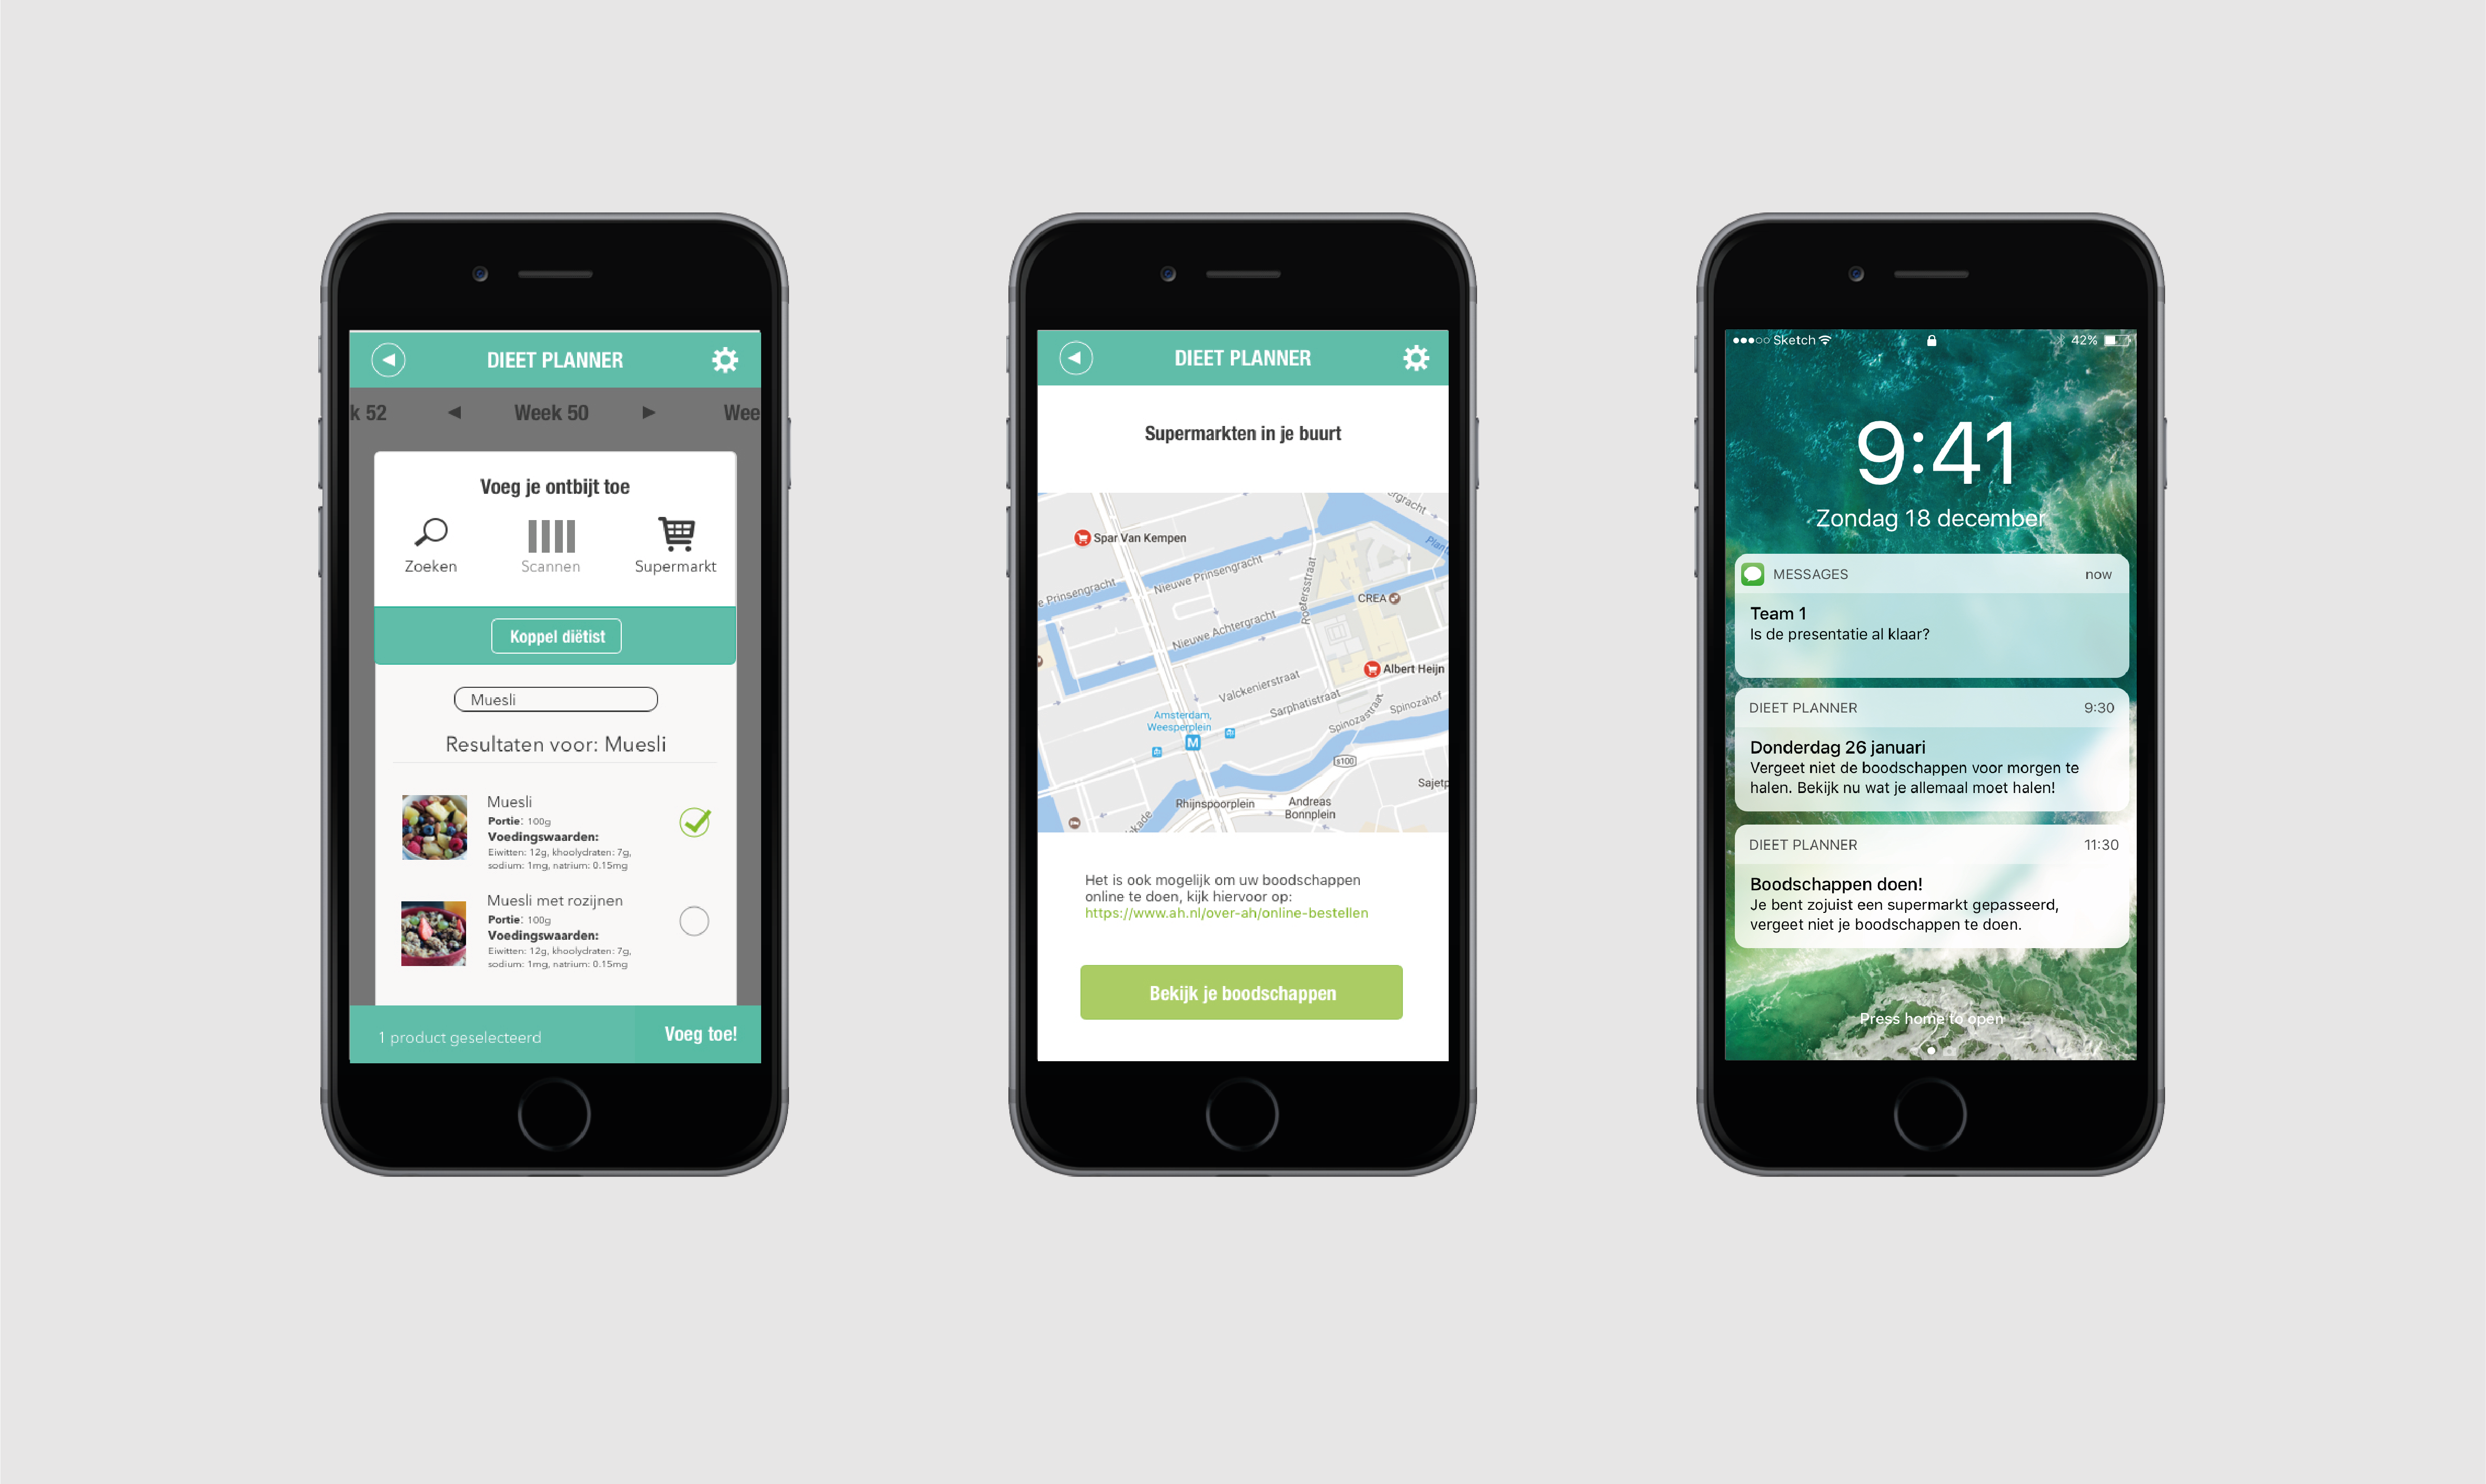 DIEET PLANNER
k 52
Week 50
Wee
Voeg je ontbijt toe
Zoeken
Scannen
Supermarkt
Koppel diëtist
Muesli
Resultaten voor: Muesli
Muesli
Portie: 100g
Voedingswaarden:
Eiwitten: 12g, khoolydraten: 7g,
sodium: 1mg, natrium: 0.15mg
Muesli met rozijnen
Portie: 100g
Voedingswaarden:
Eiwitten: 12g, khoolydraten: 7g,
sodium: 1mg, natrium: 0.15mg
1 product geselecteerd
Voeg toe!
DIEET PLANNER
Supermarkten in je buurt
ergracht
Spar Van Kempen
Plan
Nieuwe Prinsengracht
e Prinsengracht
Roetersstraat
CREA
Nieuwe Achtergracht
Albert Heijn
Valckenierstraat
Sarphatistraat
Spinozastraat
Spinozahof
Amsterdam,
Weesperplein
M
s100
Sajetp
Rhijnspoorplein
Andreas
Bonnplein
-kade
Het is ook mogelijk om uw boodschappen
online te doen, kijk hiervoor op:
https://www.ah.nl/over-ah/online-bestellen
Bekijk je boodschappen
Sketch
42%
9:41
Zondag 18 december
MESSAGES
now
Team 1
Is de presentatie al klaar?
DIEET PLANNER
9:30
Donderdag 26 januari
Vergeet niet de boodschappen voor morgen te
halen. Bekijk nu wat je allemaal moet halen!
DIEET PLANNER
11:30
Boodschappen doen!
Je bent zojuist een supermarkt gepasseerd,
vergeet niet je boodschappen te doen.
Press home to open